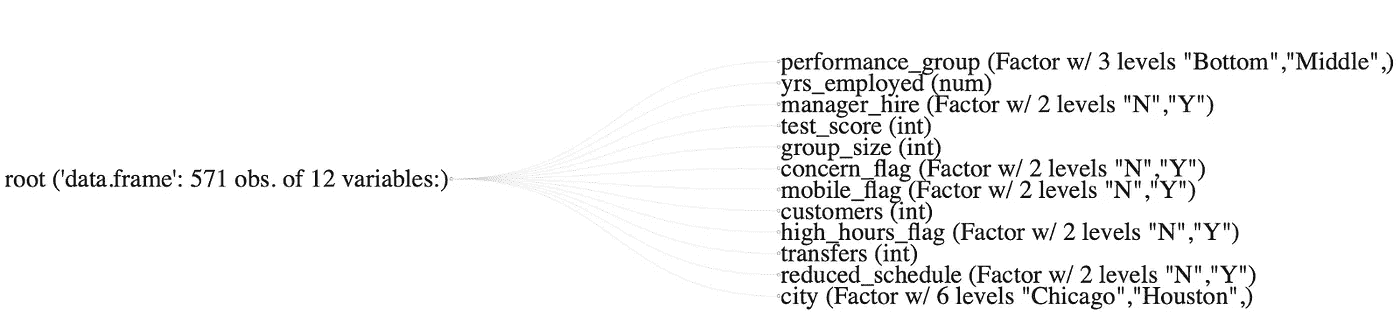 root ('data.frame': 571 obs. of 12 variables:)
performance_group (Factor w/ 3 levels "Bottom","Middle",)
yrs_employed (num)
manager_hire (Factor w/ 2 levels "N","Y")
test_score (int)
group_size (int)
concern_flag (Factor w/ 2 levels "N","Y")
mobile_flag (Factor w/ 2 levels "N","Y")
customers (int)
high_hours_flag (Factor w/ 2 levels "N","Y")
transfers (int)
reduced_schedule (Factor w/ 2 levels "N","Y")
city (Factor w/ 6 levels "Chicago","Houston",)